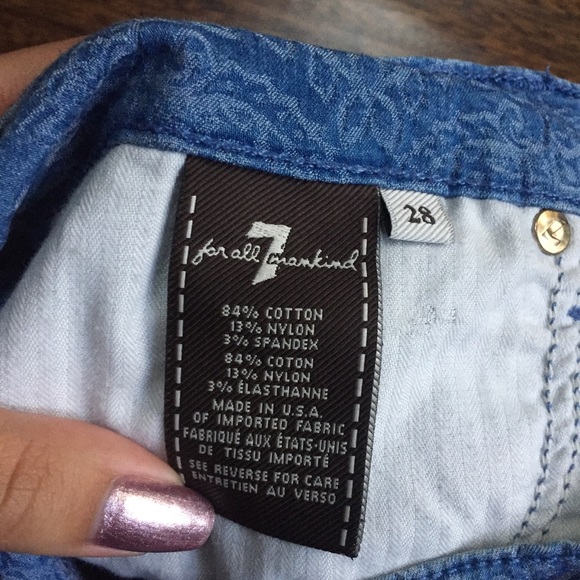 7
for all mankind
28
84% COTTON
13% NYLON
3% SPANDEX
84% COTON
13% NYLON
3% ÉLASTHANNE
MADE IN U.S.A.
OF IMPORTED FABRIC
FABRIQUÉ AUX ÉTATS-UNIS
DE TISSU IMPORTÉ
SEE REVERSE FOR CARE
ENTRETIEN AU VERSO